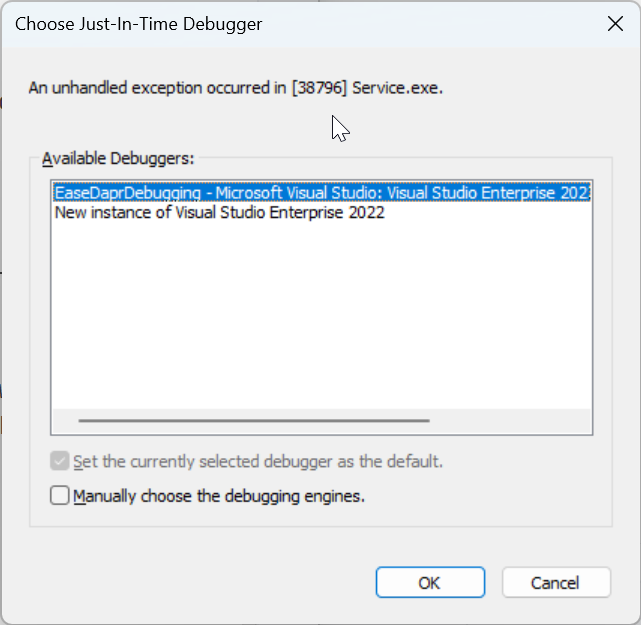 Choose Just-In-Time Debugger
An unhandled exception occurred in [38796] Service.exe.
Available Debuggers:
EaseDaprDebugging - Microsoft Visual Studio: Visual Studio Enterprise 202
New instance of Visual Studio Enterprise 2022
Set the currently selected debugger as the default.
Manually choose the debugging engines.
OK
Cancel